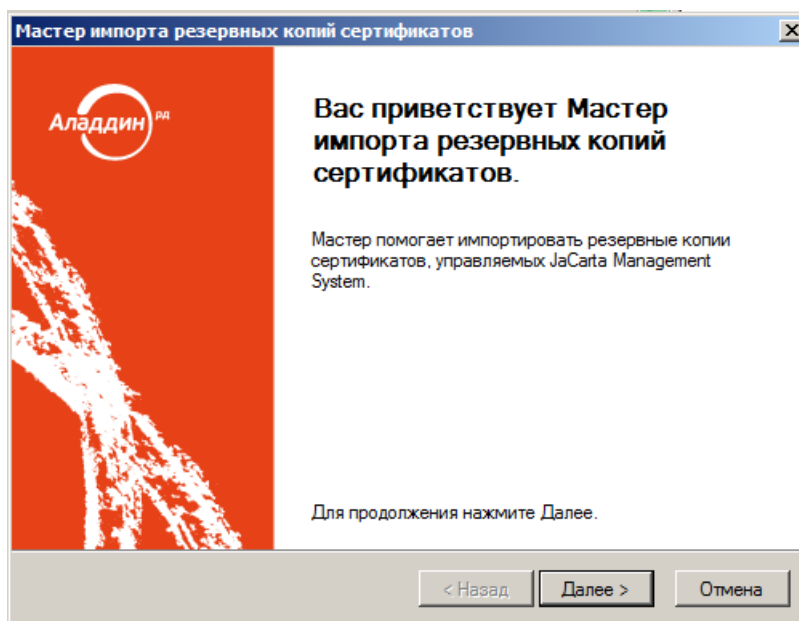 Мастер импорта резервных копий сертификатов
Аладдин РД
Вас приветствует Мастер
импорта резервных копий
сертификатов.
Мастер помогает импортировать резервные копии
сертификатов, управляемых JaCarta Management
System.
Для продолжения нажмите Далее.
< Назад
Далее >
Отмена